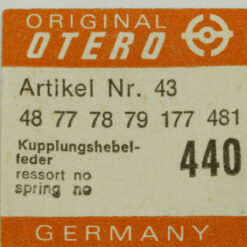 ORIGINAL
OTERO
Artikel Nr. 43
48 77 78 79 177 481
Kupplungshebel-
feder
ressort no
spring no
440
GERMANY